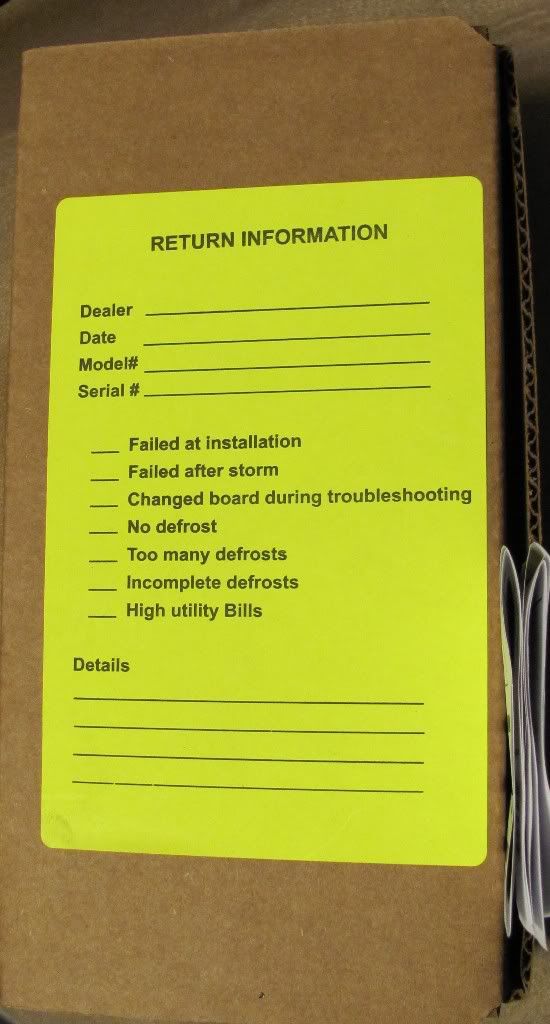 RETURN INFORMATION
Dealer
Date
Model#
Serial #
Failed at installation
Failed after storm
Changed board during troubleshooting
No defrost
Too many defrosts
Incomplete defrosts
High utility Bills
Details